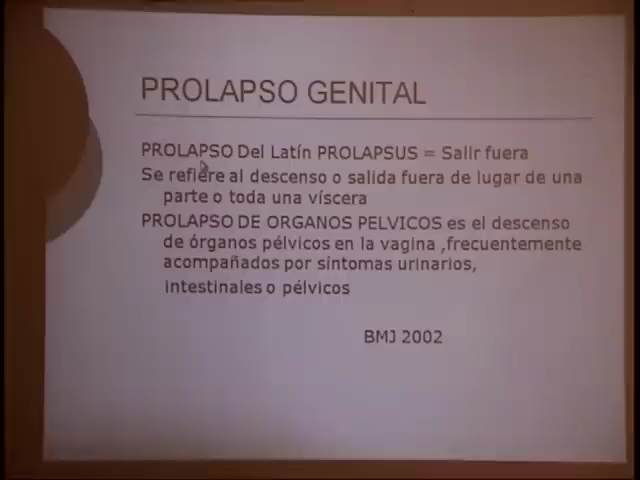 PROLAPSO GENITAL
PROLAPSO Del Latín PROLAPSUS = Salir fuera
Se refiere al descenso o salida fuera de lugar de una
parte o toda una víscera
PROLAPSO DE ORGANOS PELVICOS es el descenso
de órganos pélvicos en la vagina ,frecuentemente
acompañados por síntomas urinarios,
intestinales o pélvicos
BMJ 2002